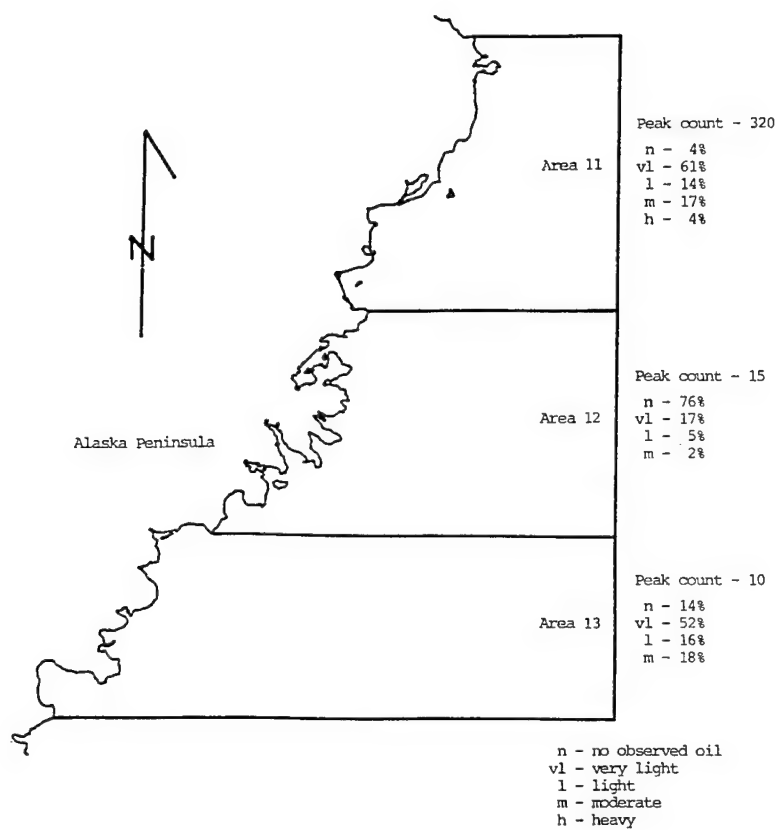 N
Alaska Peninsula
Area 11
Peak count - 320
n - 4%
vl - 61%
l - 14%
m - 17%
h - 4%
Area 12
Peak count - 15
n - 76%
vl - 17%
l - 5%
m - 2%
Area 13
Peak count - 10
n - 14%
vl - 52%
l - 16%
m - 18%
n - no observed oil
vl - very light
l - light
m - moderate
h - heavy